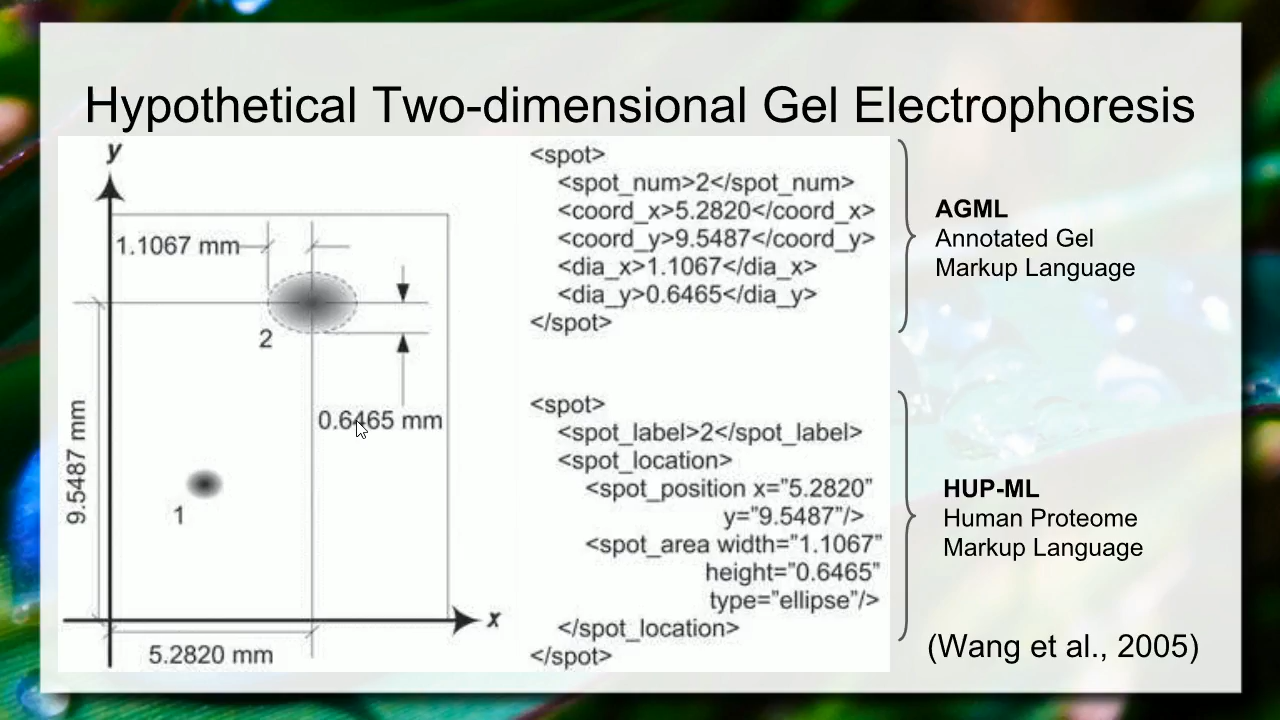 Hypothetical Two-dimensional Gel Electrophoresis
y
1.1067 mm
2
0.6465 mm
9.5487 mm
1
x
5.2820 mm
<spot>
<spot_num>2</spot_num>
<coord_x>5.2820</coord_x>
<coord_y>9.5487</coord_y>
<dia_x>1.1067</dia_x>
<dia_y>0.6465</dia_y>
</spot>
<spot>
<spot_label>2</spot_label>
<spot_location>
<spot_position x="5.2820"
y="9.5487"/>
<spot_area width="1.1067"
height="0.6465"
type="ellipse"/>
</spot_location>
</spot>
AGML
Annotated Gel
Markup Language
HUP-ML
Human Proteome
Markup Language
(Wang et al., 2005)